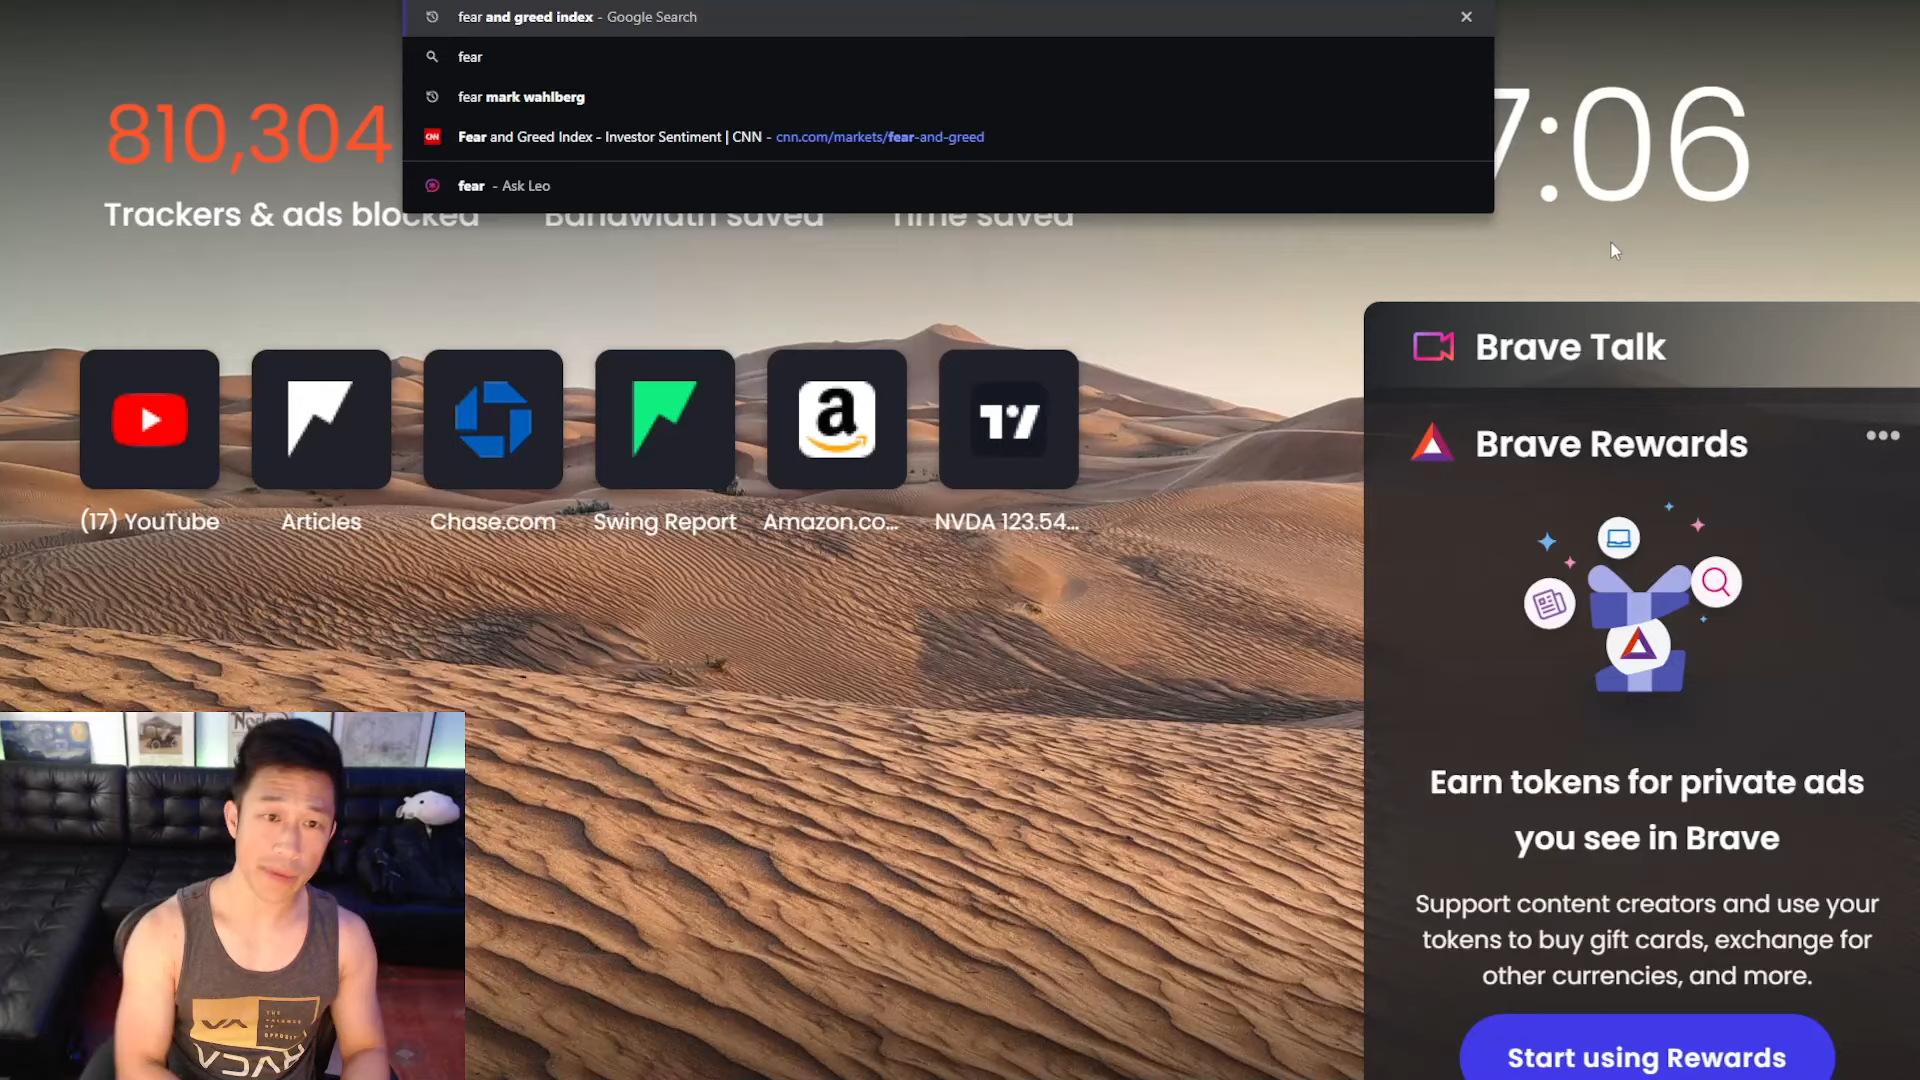 fear and greed index - Google Search
fear
fear mark wahlberg
CNN
Fear and Greed Index - Investor Sentiment | CNN - cnn.com/markets/fear-and-greed
fear - Ask Leo
810,304
7:06
Trackers & ads blocked
Bandwidth saved
Time saved
Brave Talk
Brave Rewards
(17) YouTube
Articles
Chase.com
Swing Report
Amazon.co...
NVDA 123.54...
Earn tokens for private ads
you see in Brave
Support content creators and use your
tokens to buy gift cards, exchange for
other currencies, and more.
Start using Rewards
THE
BALANCE
OF